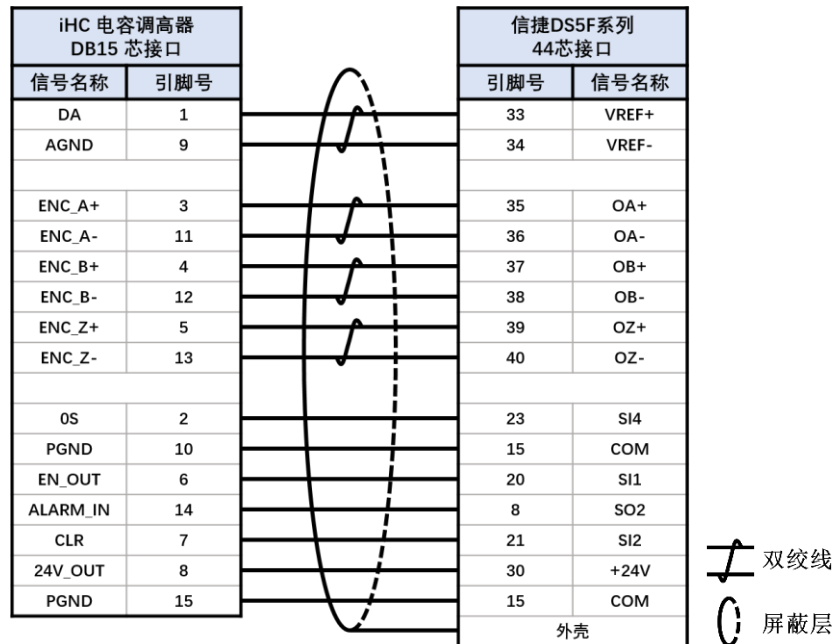 iHC 电容调高器
DB15 芯接口
信号名称 引脚号
DA 1
AGND 9
ENC_A+ 3
ENC_A- 11
ENC_B+ 4
ENC_B- 12
ENC_Z+ 5
ENC_Z- 13
0S 2
PGND 10
EN_OUT 6
ALARM_IN 14
CLR 7
24V_OUT 8
PGND 15
信捷DS5F系列
44芯接口
引脚号 信号名称
33 VREF+
34 VREF-
35 OA+
36 OA-
37 OB+
38 OB-
39 OZ+
40 OZ-
23 SI4
15 COM
20 SI1
8 SO2
21 SI2
30 +24V
15 COM
外壳
双绞线
屏蔽层